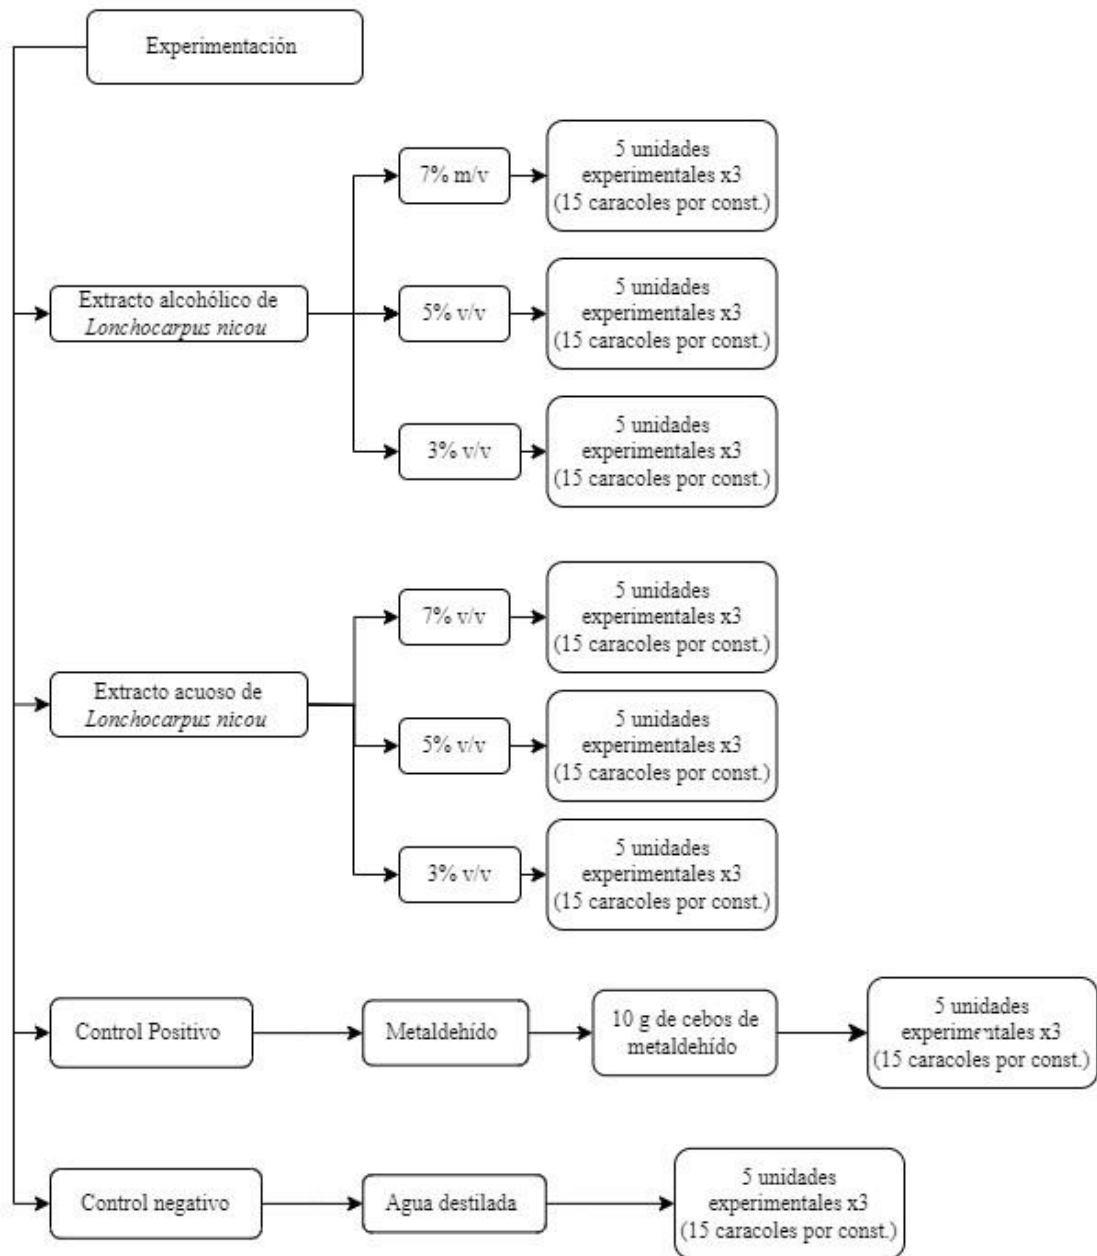 Experimentación
7% m/v
5 unidades
experimentales x3
(15 caracoles por const.)
Extracto alcohólico de
Lonchocarpus nicou
5% v/v
5 unidades
experimentales x3
(15 caracoles por const.)
3% v/v
5 unidades
experimentales x3
(15 caracoles por const.)
7% v/v
5 unidades
experimentales x3
(15 caracoles por const.)
Extracto acuoso de
Lonchocarpus nicou
5% v/v
5 unidades
experimentales x3
(15 caracoles por const.)
3% v/v
5 unidades
experimentales x3
(15 caracoles por const.)
Control Positivo
Metaldehído
10 g de cebos de
metaldehído
5 unidades
experimentales x3
(15 caracoles por const.)
Control negativo
Agua destilada
5 unidades
experimentales x3
(15 caracoles por const.)